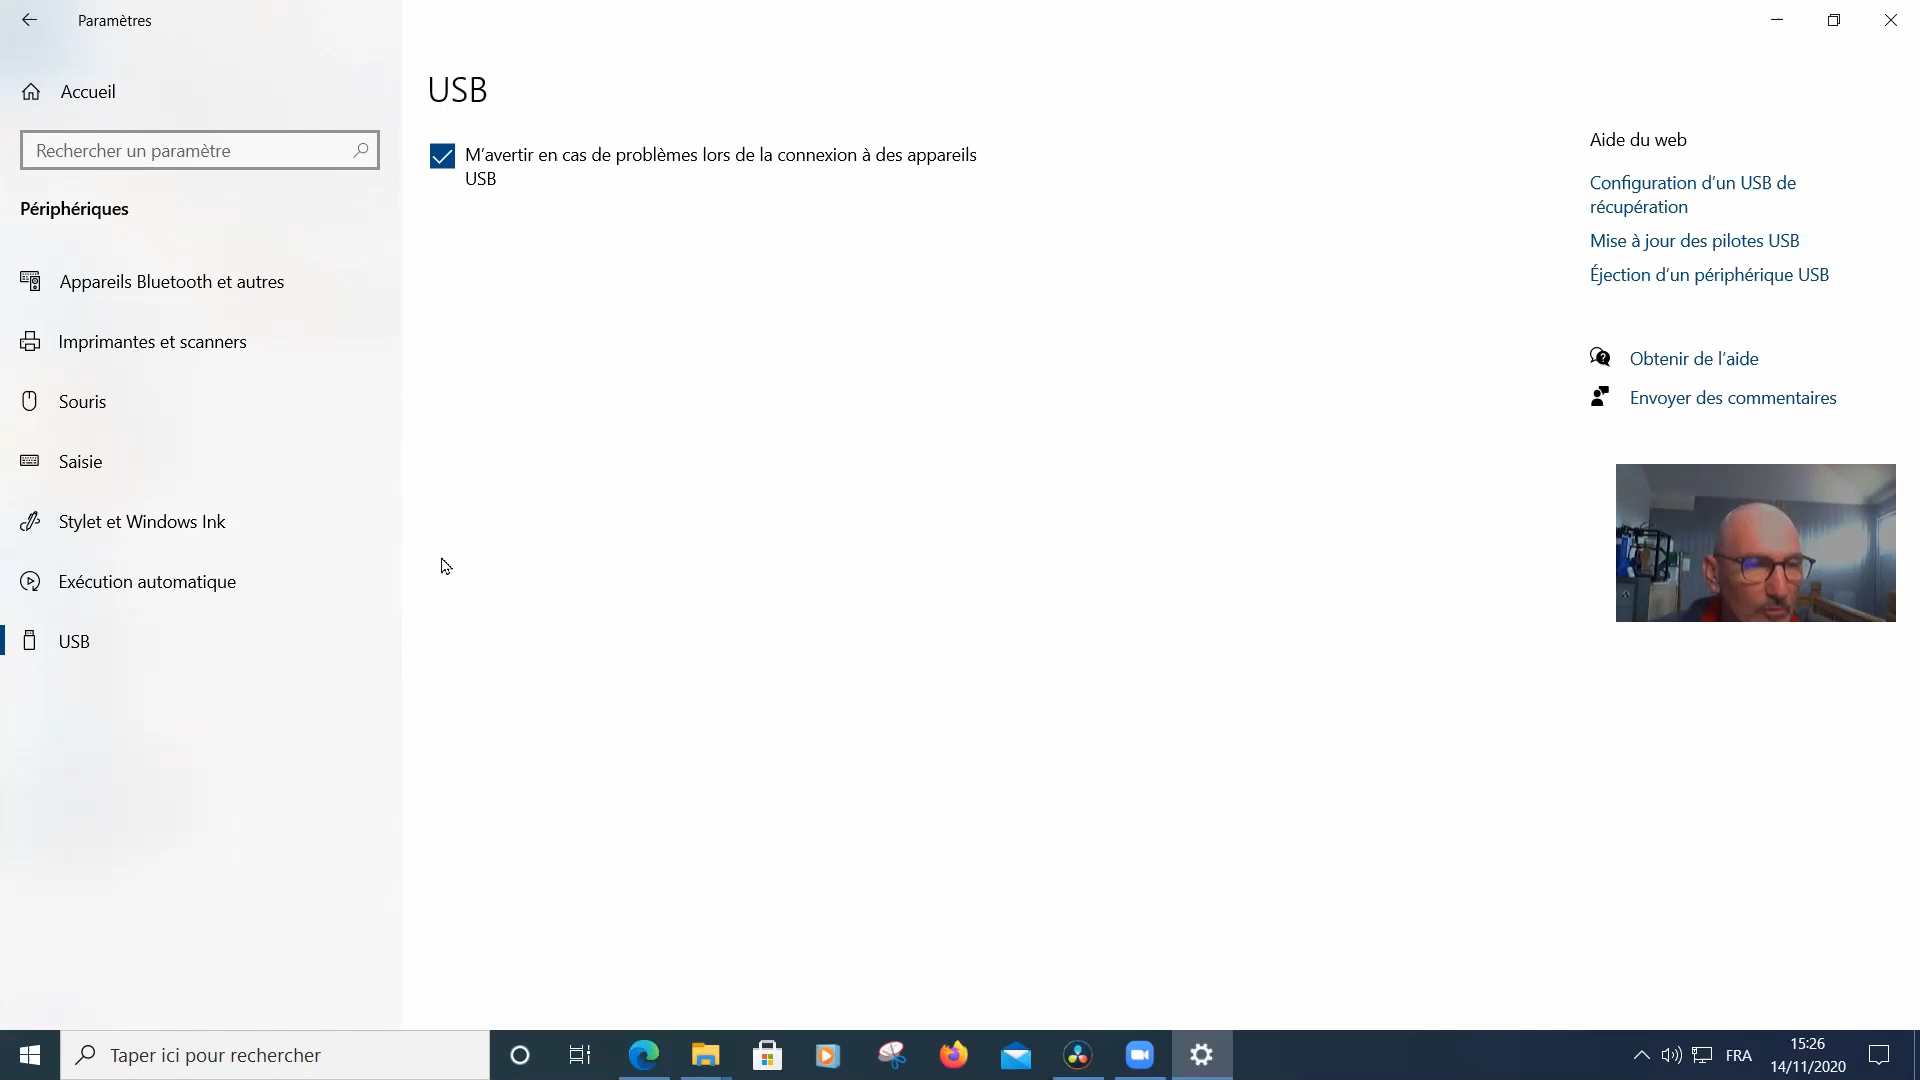 Paramètres
Accueil
Rechercher un paramètre
Périphériques
Appareils Bluetooth et autres
Imprimantes et scanners
Souris
Saisie
Stylet et Windows Ink
Exécution automatique
USB
USB
M’avertir en cas de problèmes lors de la connexion à des appareils
USB
Aide du web
Configuration d’un USB de
récupération
Mise à jour des pilotes USB
Éjection d’un périphérique USB
Obtenir de l’aide
Envoyer des commentaires
Taper ici pour rechercher
FRA
15:26
14/11/2020